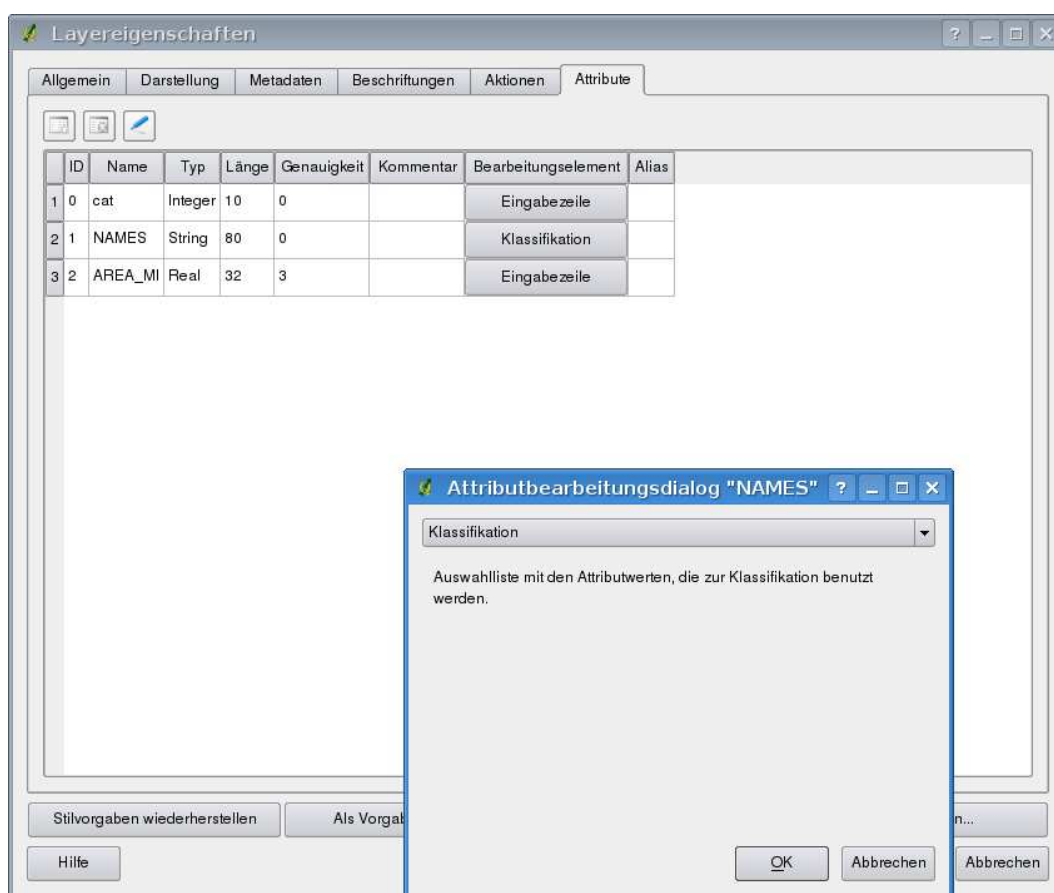 Layereigenschaften
Allgemein Darstellung Metadaten Beschriftungen Aktionen Attribute
ID Name Typ Länge Genauigkeit Kommentar Bearbeitungselement Alias
1 0 cat Integer 10 0 Eingabezeile
2 1 NAMES String 80 0 Klassifikation
3 2 AREA_MI Real 32 3 Eingabezeile
Attributbearbeitungsdialog "NAMES"
Klassifikation
Auswahlliste mit den Attributwerten, die zur Klassifikation benutzt
werden.
Stilvorgaben wiederherstellen Als Vorgab n...
Hilfe OK Abbrechen Abbrechen